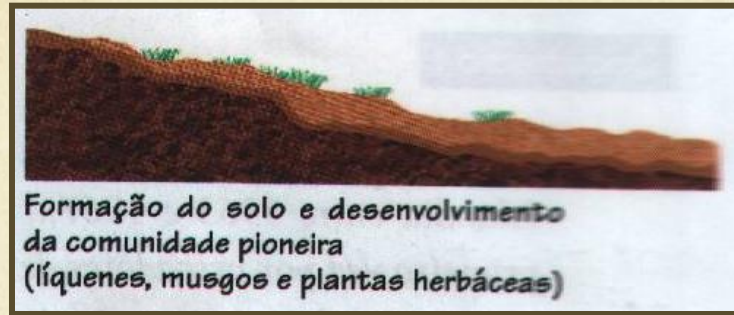 Formação do solo e desenvolvimento
da comunidade pioneira
(líquenes, musgos e plantas herbáceas)